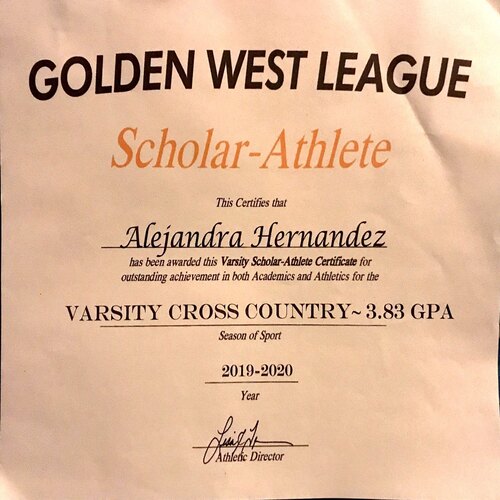 GOLDEN WEST LEAGUE
Scholar-Athlete
This Certifies that
Alejandra Hernandez
has been awarded this Varsity Scholar-Athlete Certificate for
outstanding achievement in both Academics and Athletics for the
VARSITY CROSS COUNTRY~ 3.83 GPA
Season of Sport
2019-2020
Year
Athletic Director